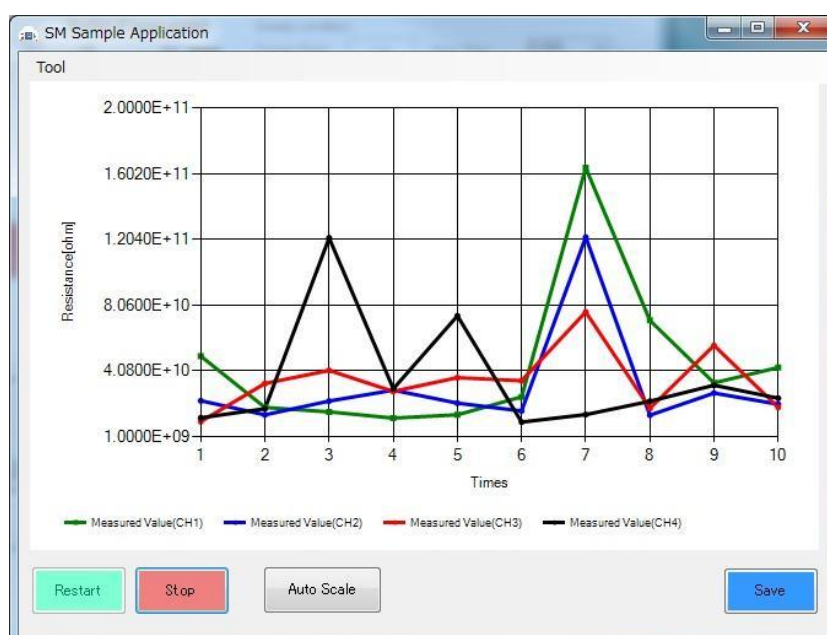 SM Sample Application
Tool
2.0000E+11
1.6020E+11
1.2040E+11
8.0600E+10
4.0800E+10
1.0000E+09
Resistance[ohm]
1 2 3 4 5 6 7 8 9 10
Times
Measured Value(CH1) Measured Value(CH2) Measured Value(CH3) Measured Value(CH4)
Restart Stop Auto Scale Save